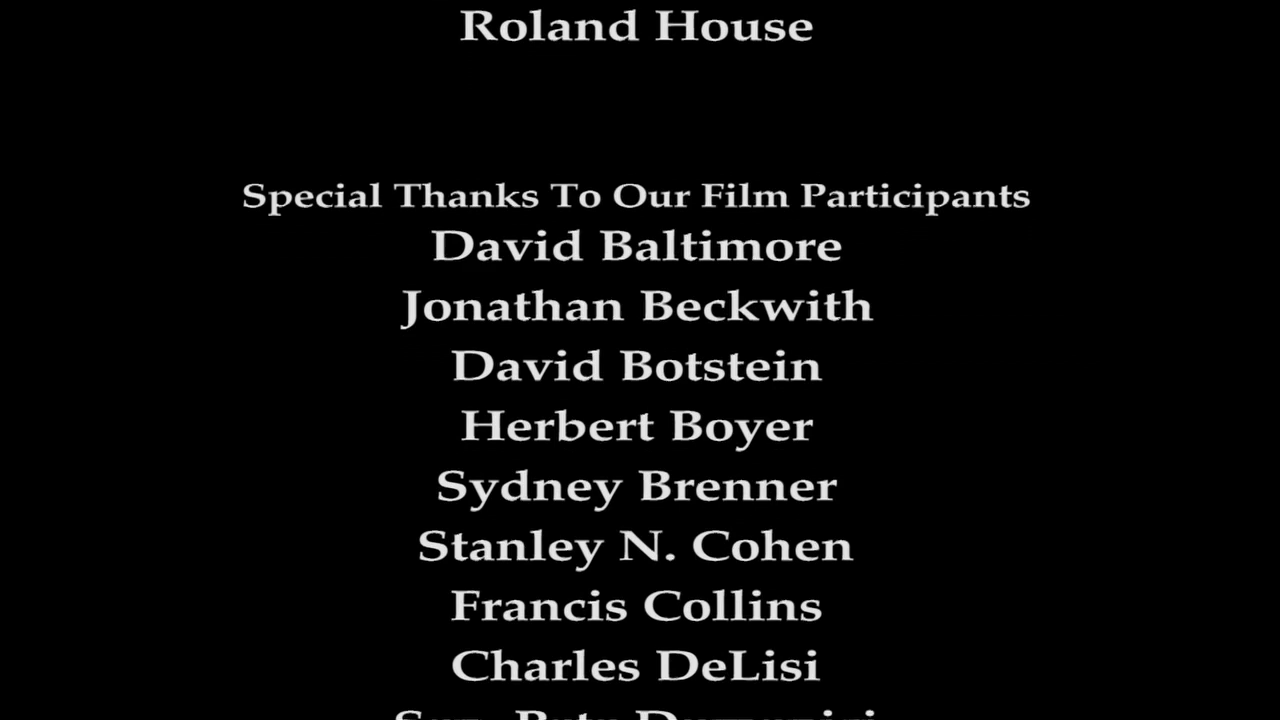 Roland House
Special Thanks To Our Film Participants
David Baltimore
Jonathan Beckwith
David Botstein
Herbert Boyer
Sydney Brenner
Stanley N. Cohen
Francis Collins
Charles DeLisi